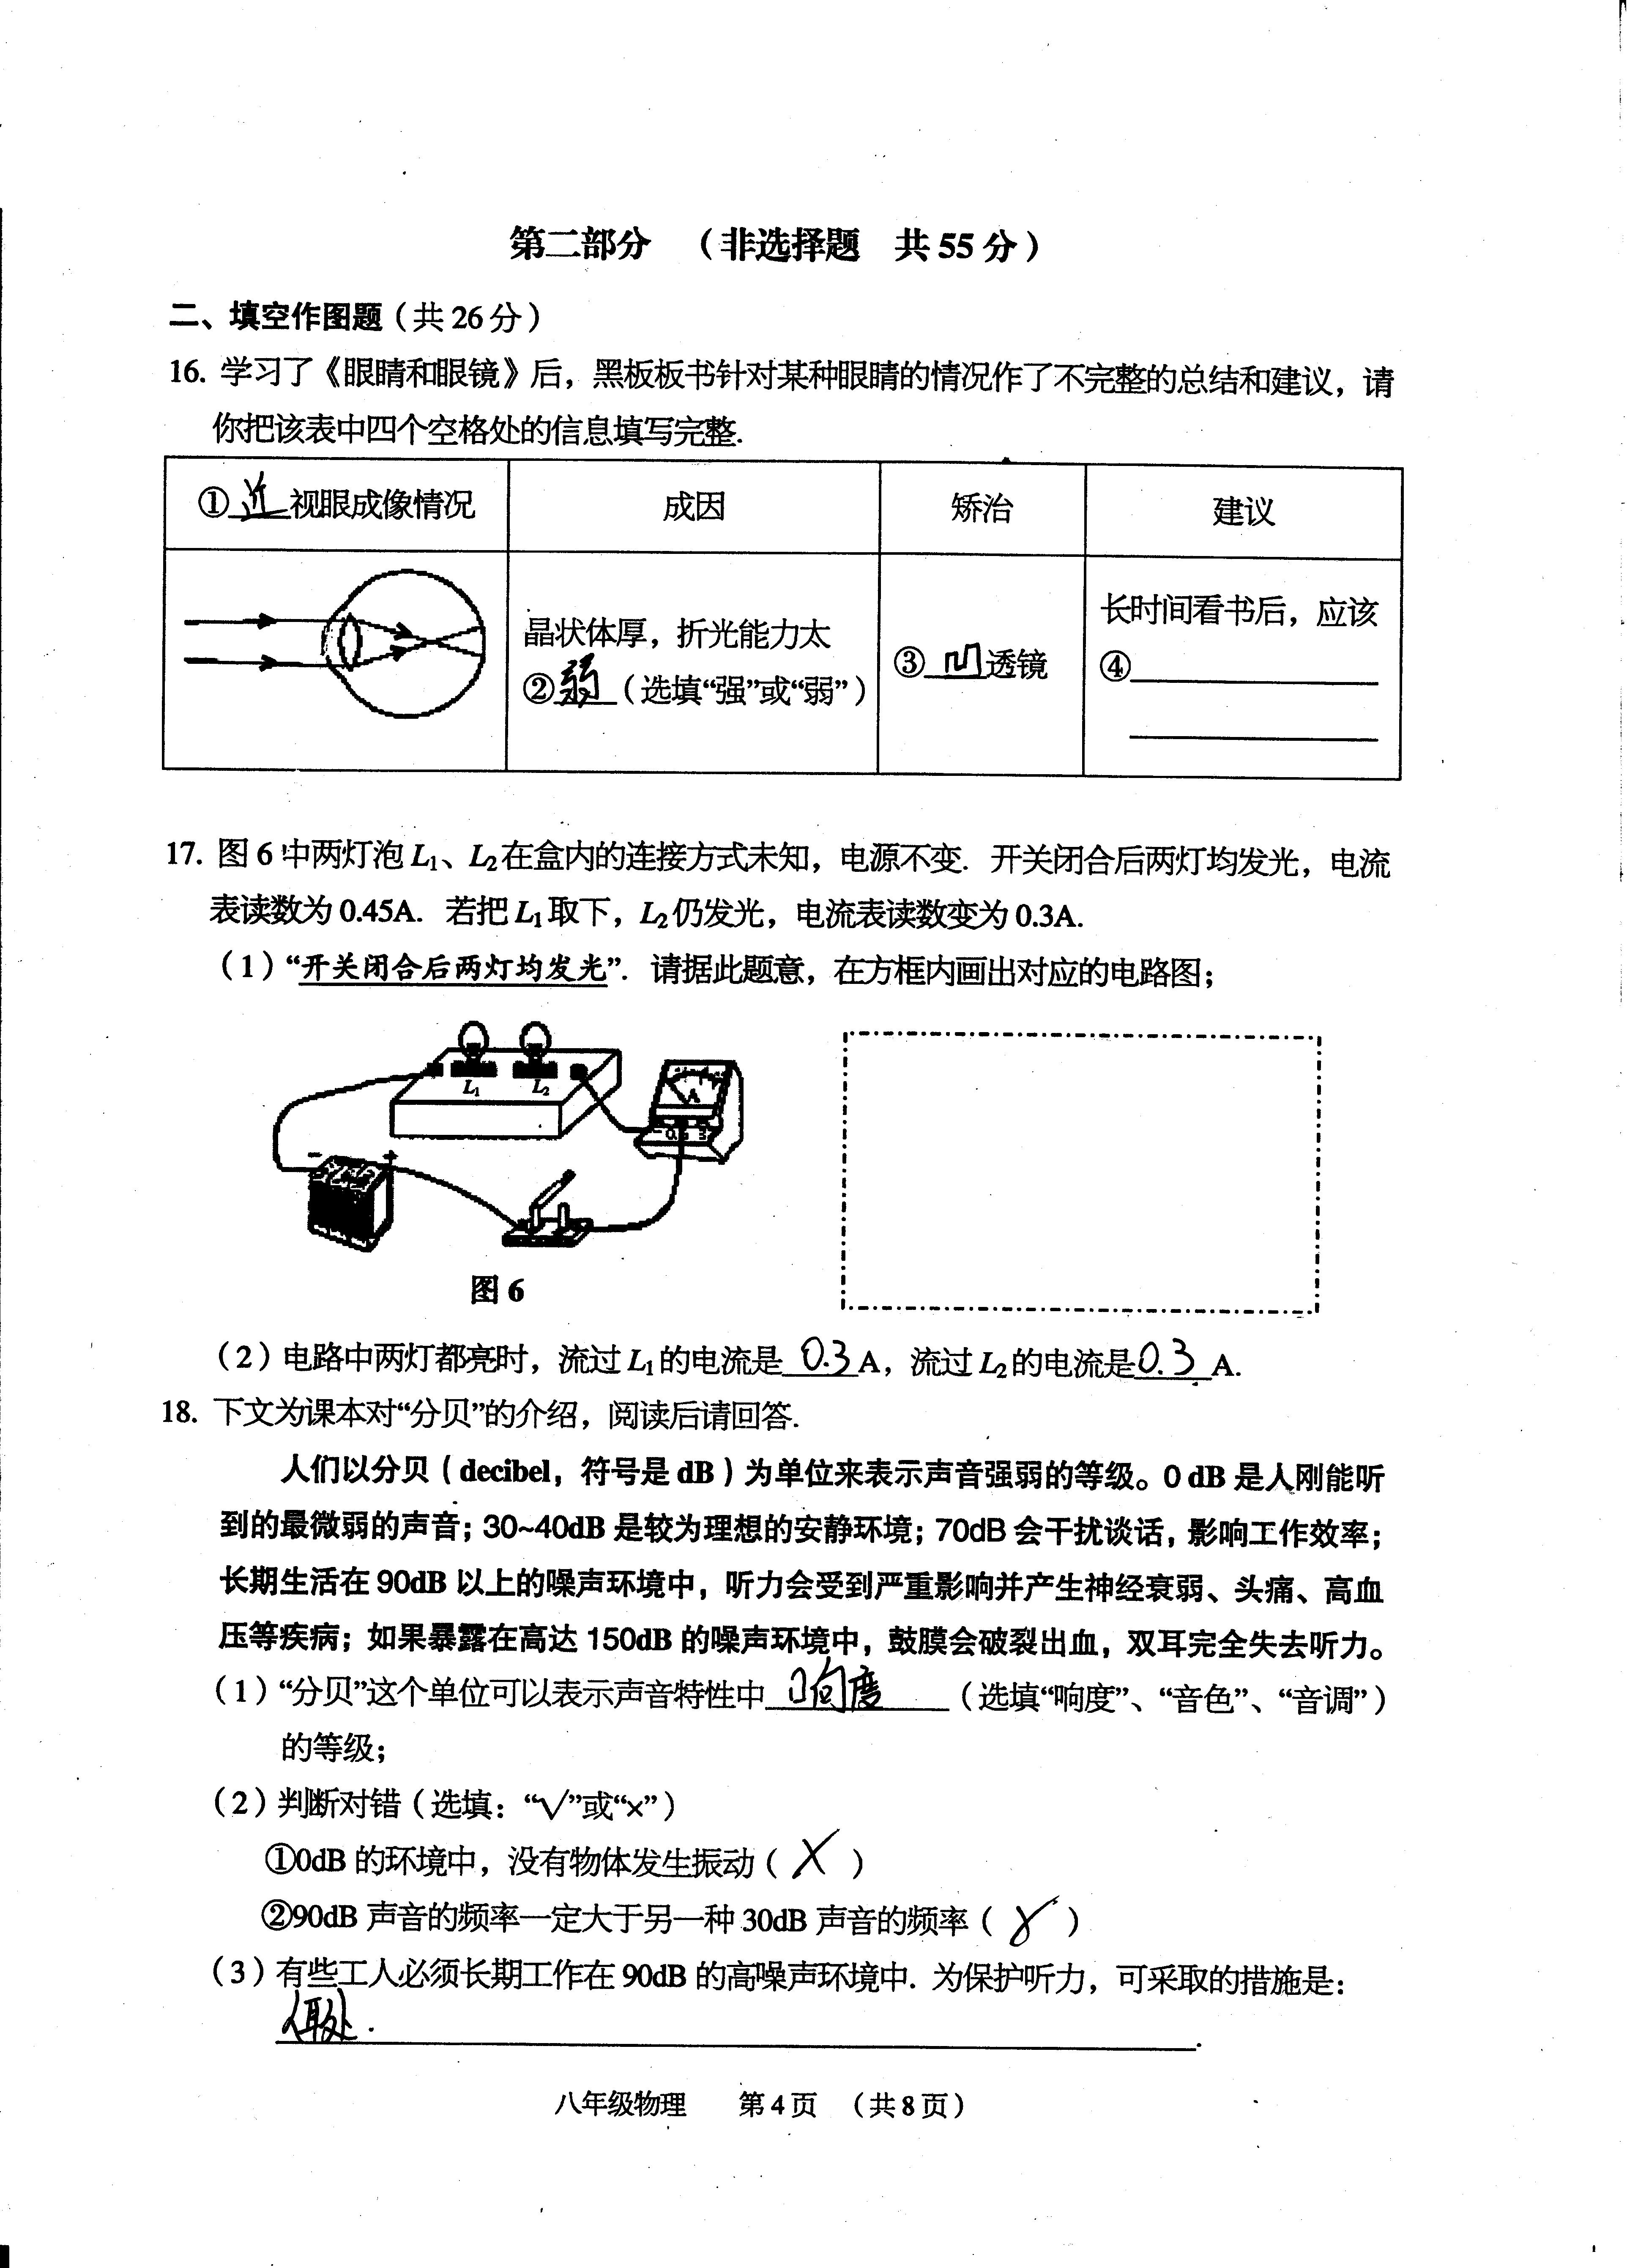 第二部分 （非选择题 共55分）
二、填空作图题（共26分）
16. 学习了《眼睛和眼镜》后，黑板板书针对某种眼睛的情况作了不完整的总结和建议，请
你把该表中四个空格处的信息填写完整.
①近视眼成像情况 成因 矫治 建议
晶状体厚，折光能力太
②弱（选填“强”或“弱”）
③凹透镜
长时间看书后，应该
④
17. 图6中两灯泡L1、L2在盒内的连接方式未知，电源不变. 开关闭合后两灯均发光，电流
表读数为0.45A. 若把L1取下，L2仍发光，电流表读数变为0.3A.
（1）“开关闭合后两灯均发光”. 请据此题意，在方框内画出对应的电路图；
L1 L2
A
- 0.6 3
- +
图6
（2）电路中两灯都亮时，流过L1的电流是0.3A，流过L2的电流是0.3A.
18. 下文为课本对“分贝”的介绍，阅读后请回答.
人们以分贝（decibel，符号是dB）为单位来表示声音强弱的等级。0 dB是人刚能听
到的最微弱的声音；30~40dB是较为理想的安静环境；70dB会干扰谈话，影响工作效率；
长期生活在90dB以上的噪声环境中，听力会受到严重影响并产生神经衰弱、头痛、高血
压等疾病；如果暴露在高达150dB的噪声环境中，鼓膜会破裂出血，双耳完全失去听力。
（1）“分贝”这个单位可以表示声音特性中响度（选填“响度”、“音色”、“音调”）
的等级；
（2）判断对错（选填：“√”或“×”）
①0dB的环境中，没有物体发生振动（×）
②90dB声音的频率一定大于另一种30dB声音的频率（×）
（3）有些工人必须长期工作在90dB的高噪声环境中. 为保护听力，可采取的措施是：
八年级物理 第4页 （共8页）